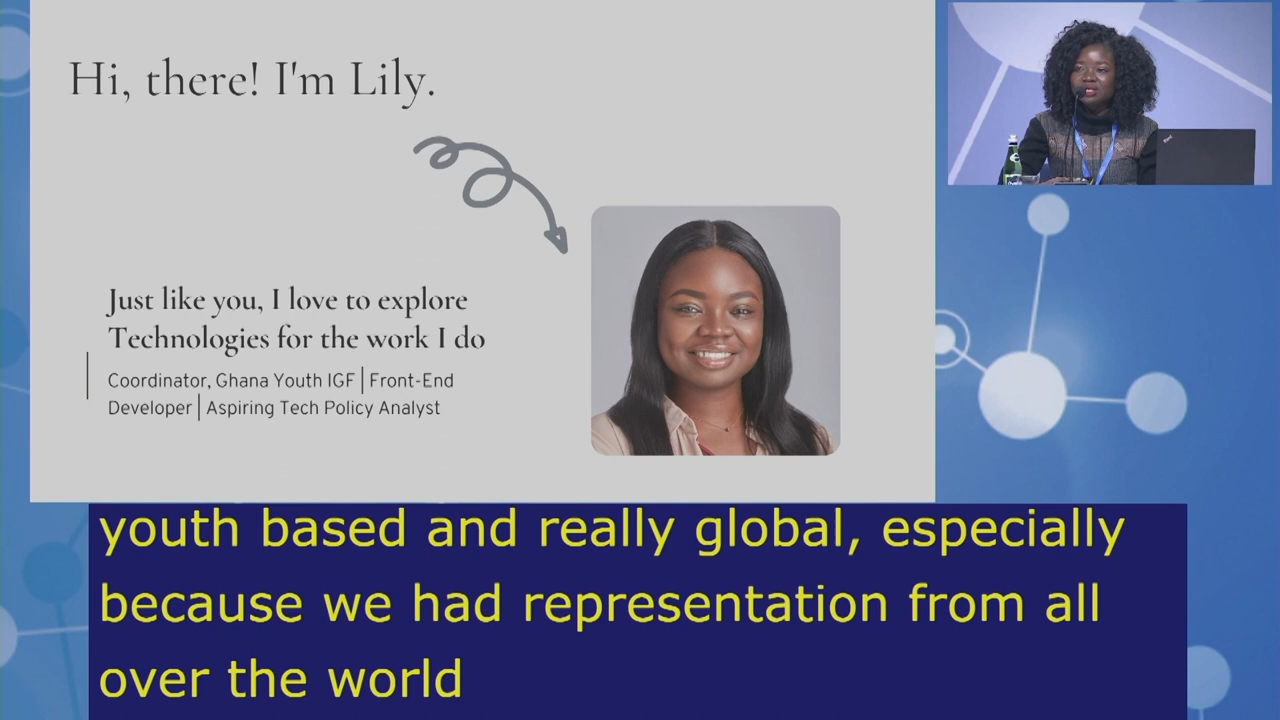 Hi, there! I'm Lily.
Just like you, I love to explore
Technologies for the work I do
Coordinator, Ghana Youth IGF | Front-End
Developer | Aspiring Tech Policy Analyst
youth based and really global, especially
because we had representation from all
over the world